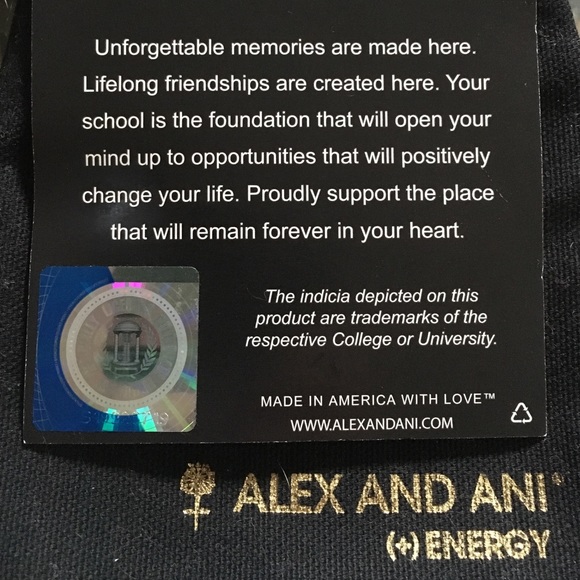 Unforgettable memories are made here.
Lifelong friendships are created here. Your
school is the foundation that will open your
mind up to opportunities that will positively
change your life. Proudly support the place
that will remain forever in your heart.
The indicia depicted on this
product are trademarks of the
respective College or University.
MADE IN AMERICA WITH LOVE™
WWW.ALEXANDANI.COM
ALEX AND ANI®
(+) ENERGY